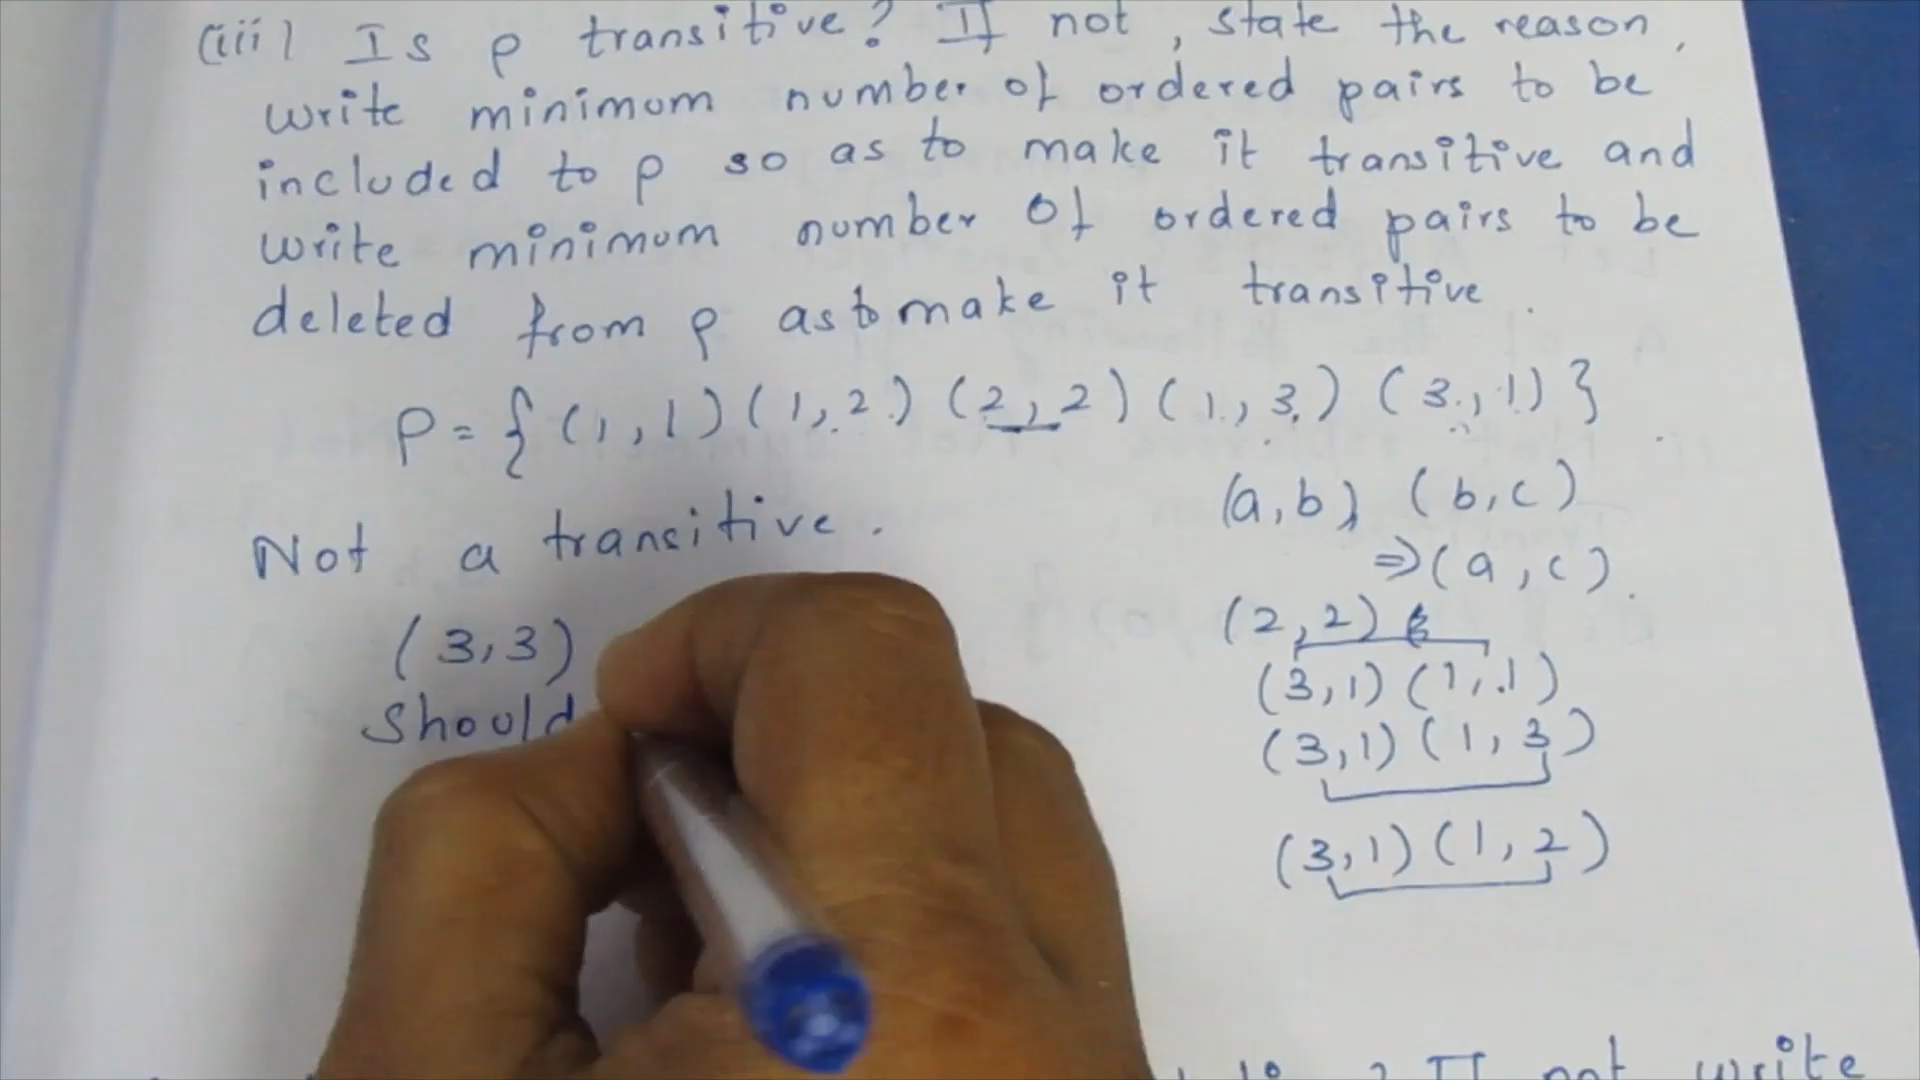 (iii) Is ρ transitive? If not, state the reason,
write minimum number of ordered pairs to be
included to ρ so as to make it transitive and
write minimum number of ordered pairs to be
deleted from ρ as to make it transitive.
ρ = { (1,1) (1,2) (2,2) (1,3) (3,1) }
(a,b), (b,c)
⇒ (a,c).
Not a transitive.
(2,2)
(3,3)
(3,1) (1,1)
Should
(3,1) (1,3)
(3,1) (1,2)
? If not write